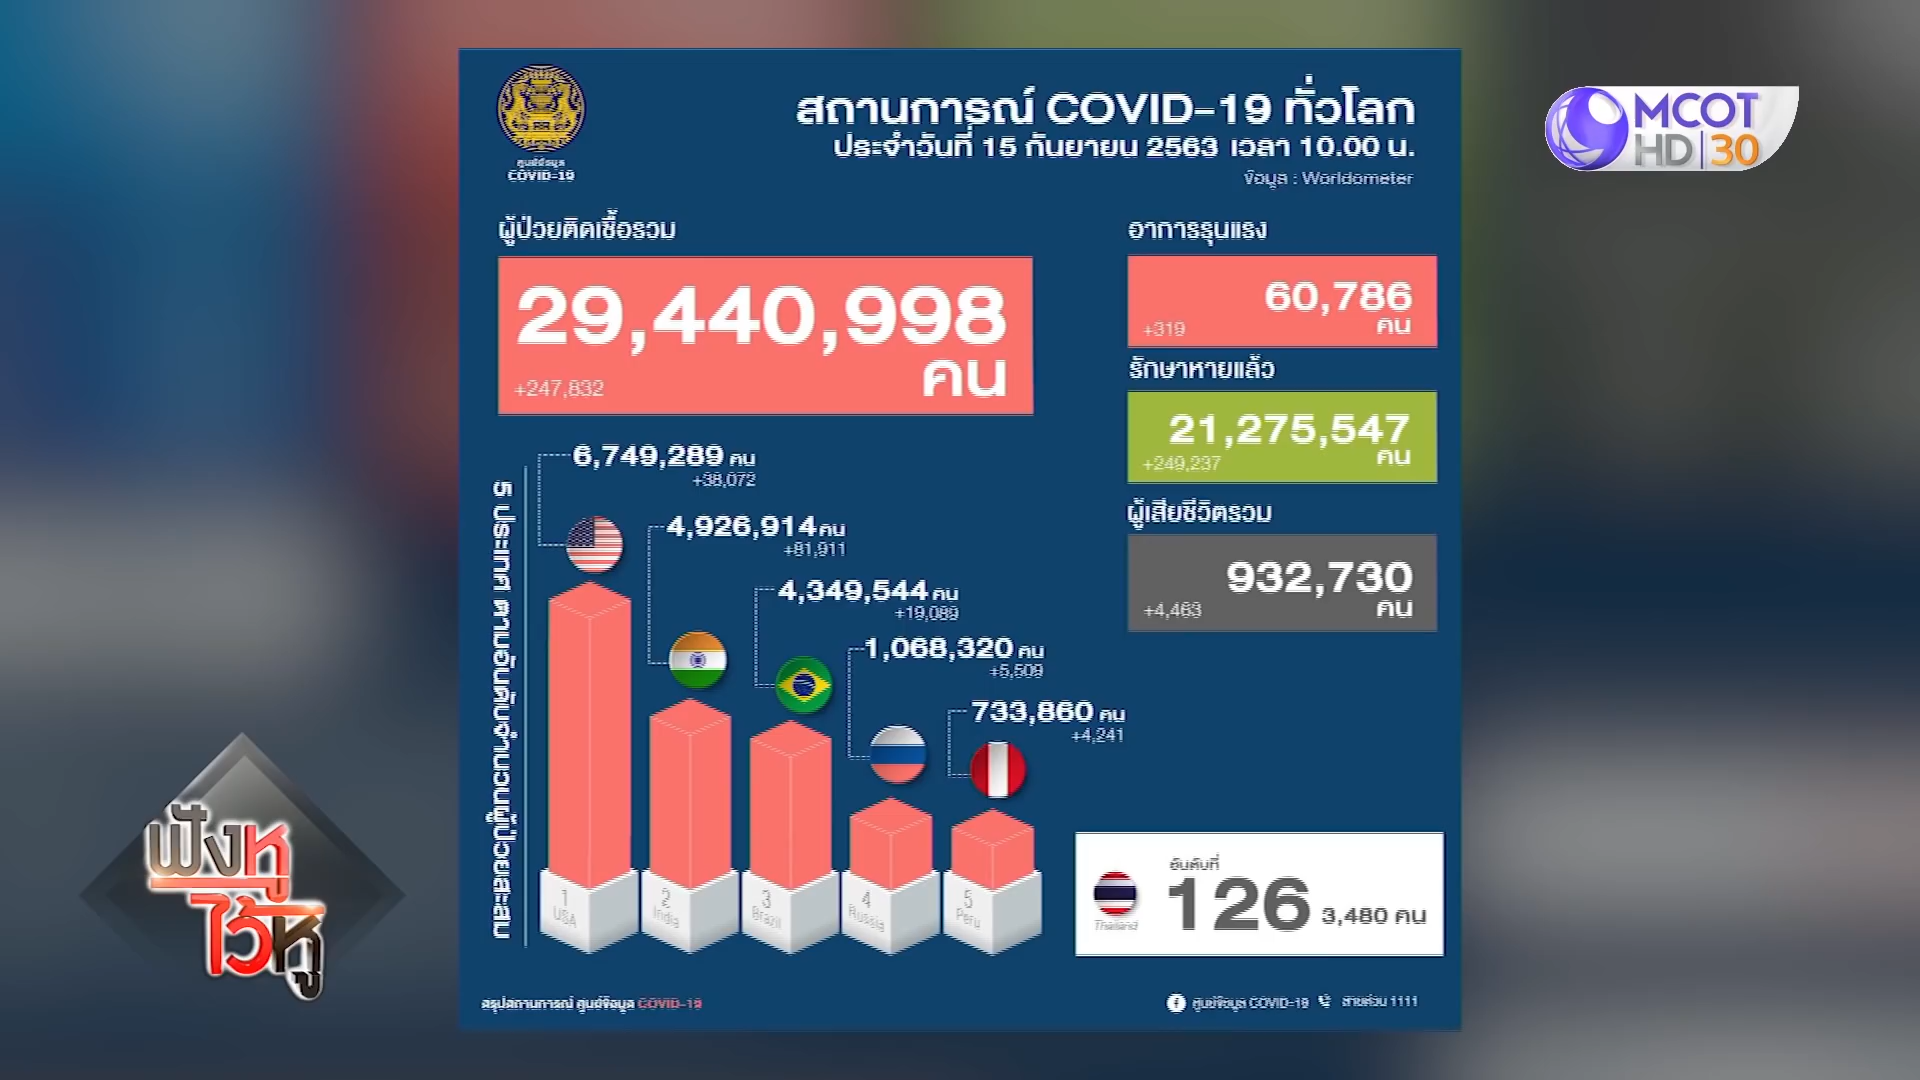 สถานการณ์ COVID-19 ทั่วโลก
ประจำวันที่ 15 กันยายน 2563 เวลา 10.00 น.
ข้อมูล : Worldometer
ศูนย์ข้อมูล
COVID-19
MCOT
HD 30
ผู้ป่วยติดเชื้อรวม
29,440,998
คน
+247,832
อาการรุนแรง
60,786
คน
+319
รักษาหายแล้ว
21,275,547
คน
+249,237
ผู้เสียชีวิตรวม
932,730
คน
+4,463
5 ประเทศ ตามอันดับจำนวนผู้ป่วยสะสม
6,749,289 คน
+38,072
4,926,914 คน
+81,911
4,349,544 คน
+19,089
1,068,320 คน
+5,509
733,860 คน
+4,241
1
USA
2
India
3
Brazil
4
Russia
5
Peru
อันดับที่
126
3,480 คน
Thailand
ฟังหู
ไว้หู
สรุปสถานการณ์ ศูนย์ข้อมูล COVID-19
ศูนย์ข้อมูล COVID-19
สายด่วน 1111